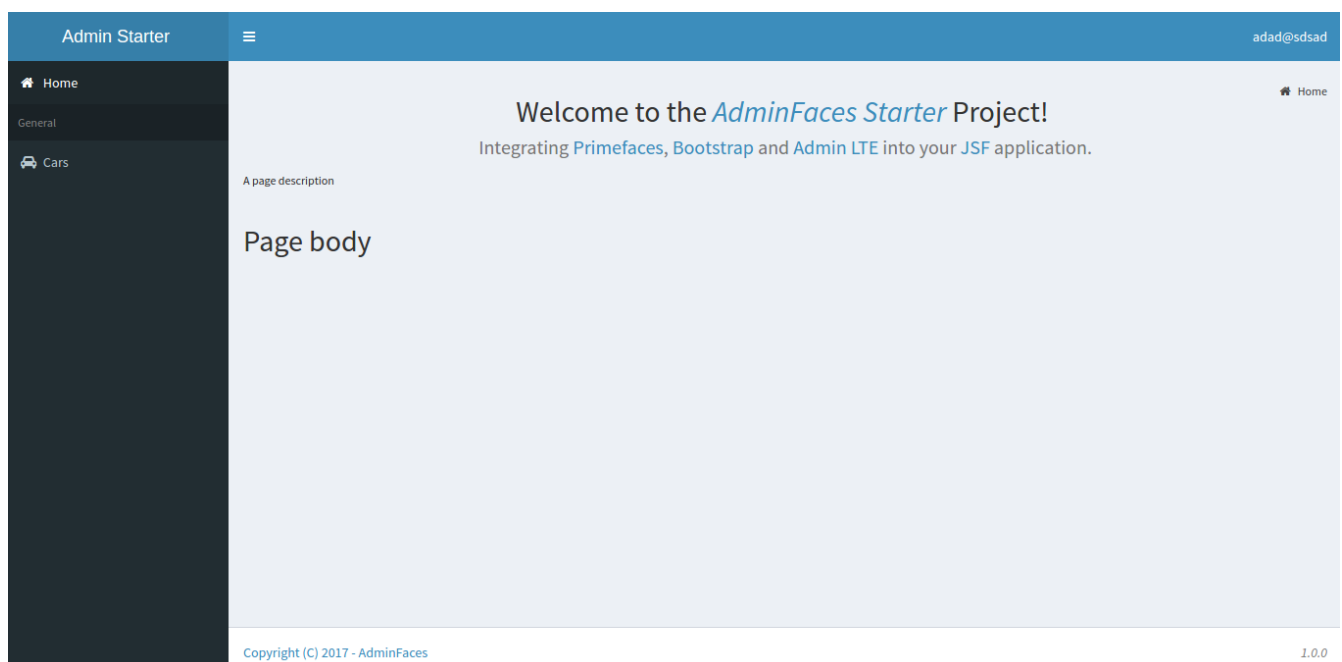 Admin Starter
adad@sdsad
Home
General
Cars
Home
Welcome to the AdminFaces Starter Project!
Integrating Primefaces, Bootstrap and Admin LTE into your JSF application.
A page description
Page body
Copyright (C) 2017 - AdminFaces
1.0.0